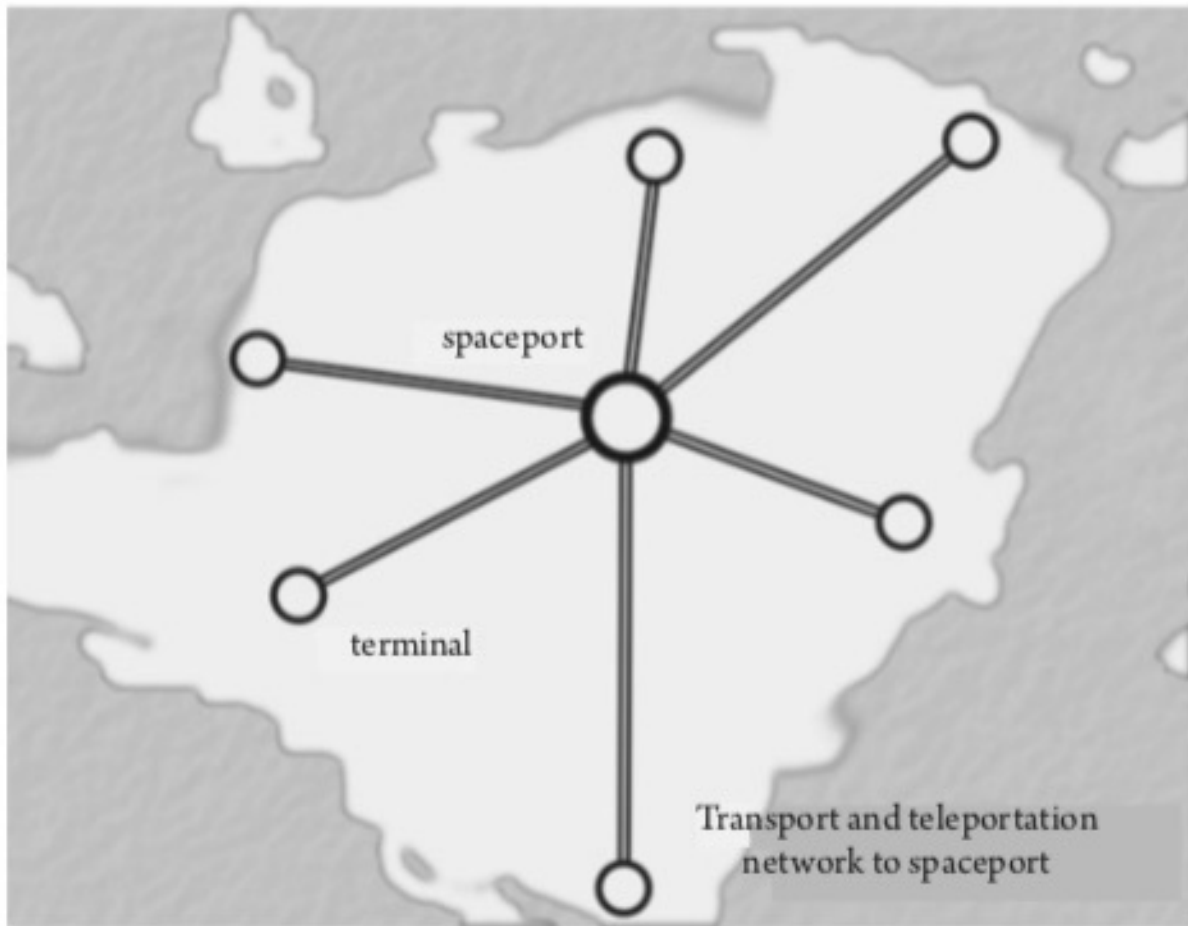 spaceport
terminal
Transport and teleportation
network to spaceport